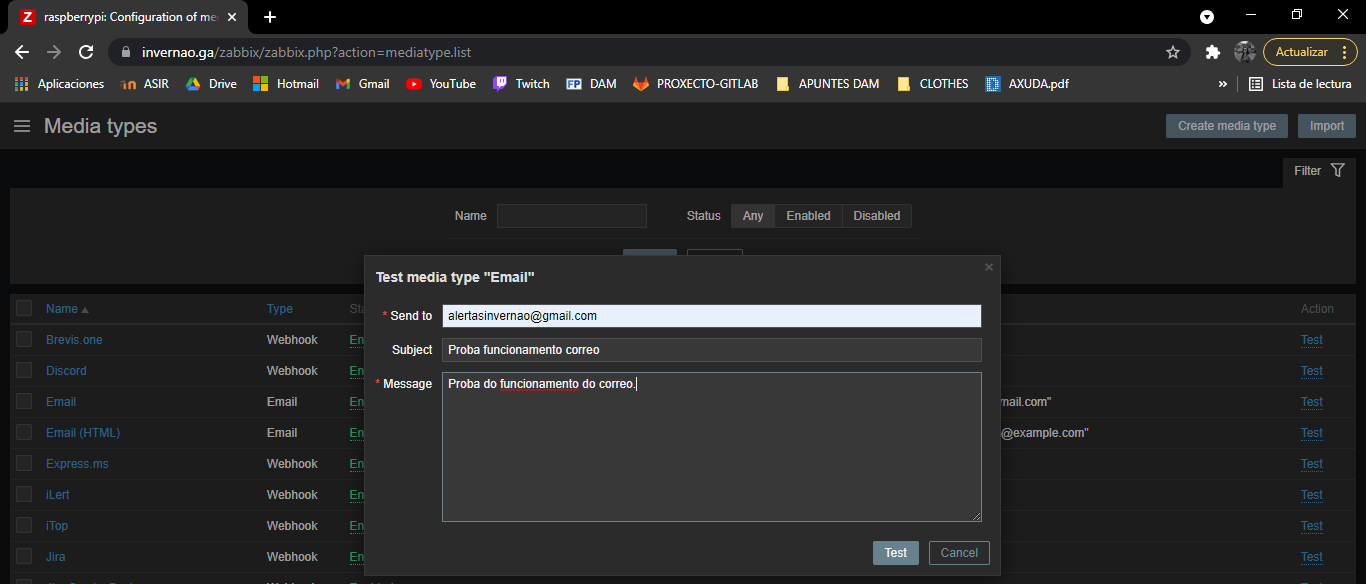 raspberrypi: Configuration of me
invernao.ga/zabbix/zabbix.php?action=mediatype.list
Actualizar
Aplicaciones ASIR Drive Hotmail Gmail YouTube Twitch DAM PROXECTO-GITLAB APUNTES DAM CLOTHES AXUDA.pdf » Lista de lectura
Media types
Create media type Import
Filter
Name Status Any Enabled Disabled
Test media type "Email"
* Send to alertasinvernao@gmail.com
Subject Proba funcionamento correo
* Message Proba do funcionamento do correo.
Test Cancel
Name Type Sta Action
Brevis.one Webhook En Test
Discord Webhook En Test
Email Email En mail.com" Test
Email (HTML) Email En @example.com" Test
Express.ms Webhook En Test
iLert Webhook En Test
iTop Webhook En Test
Jira Webhook En Test